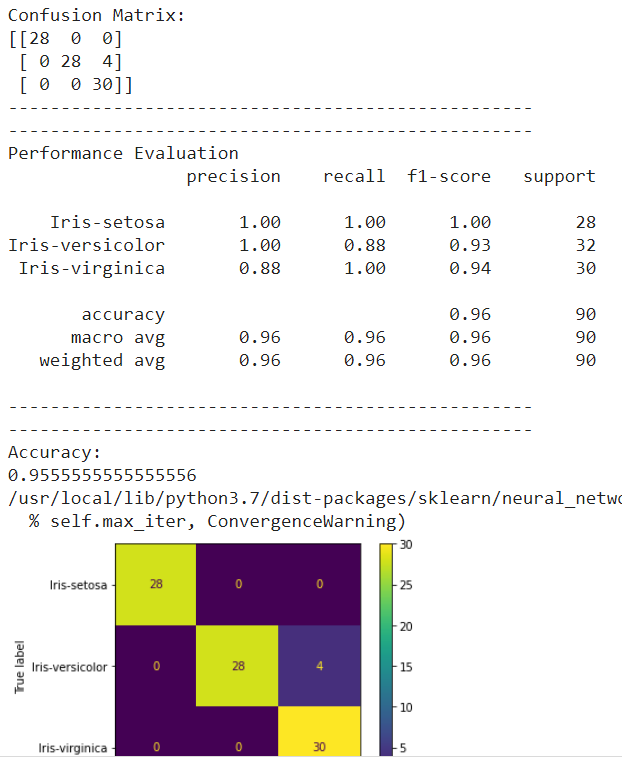 Confusion Matrix:
[[28  0  0]
 [ 0 28  4]
 [ 0  0 30]]
--------------------------------------------------
--------------------------------------------------
Performance Evaluation
                 precision    recall  f1-score   support

    Iris-setosa       1.00      1.00      1.00        28
Iris-versicolor       1.00      0.88      0.93        32
 Iris-virginica       0.88      1.00      0.94        30

       accuracy                           0.96        90
      macro avg       0.96      0.96      0.96        90
   weighted avg       0.96      0.96      0.96        90

--------------------------------------------------
--------------------------------------------------
Accuracy:
0.9555555555555556
/usr/local/lib/python3.7/dist-packages/sklearn/neural_netwo
  % self.max_iter, ConvergenceWarning)
30
Iris-setosa 28 0 0
25
20
True label
Iris-versicolor 0 28 4
15
10
Iris-virginica 0 0 30
5